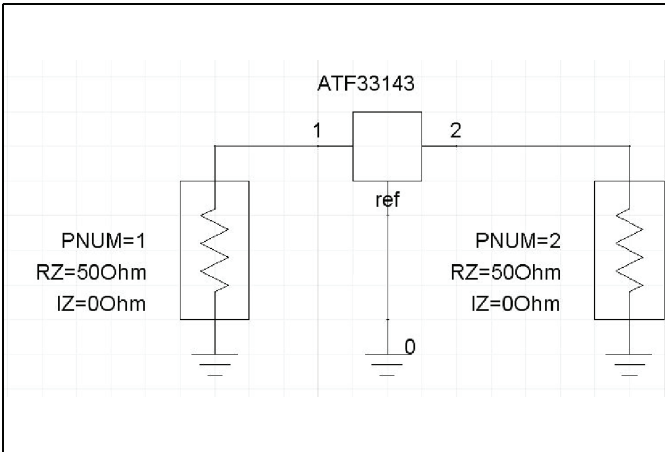 ATF33143
1
2
ref
PNUM=1
RZ=50Ohm
IZ=0Ohm
PNUM=2
RZ=50Ohm
IZ=0Ohm
0